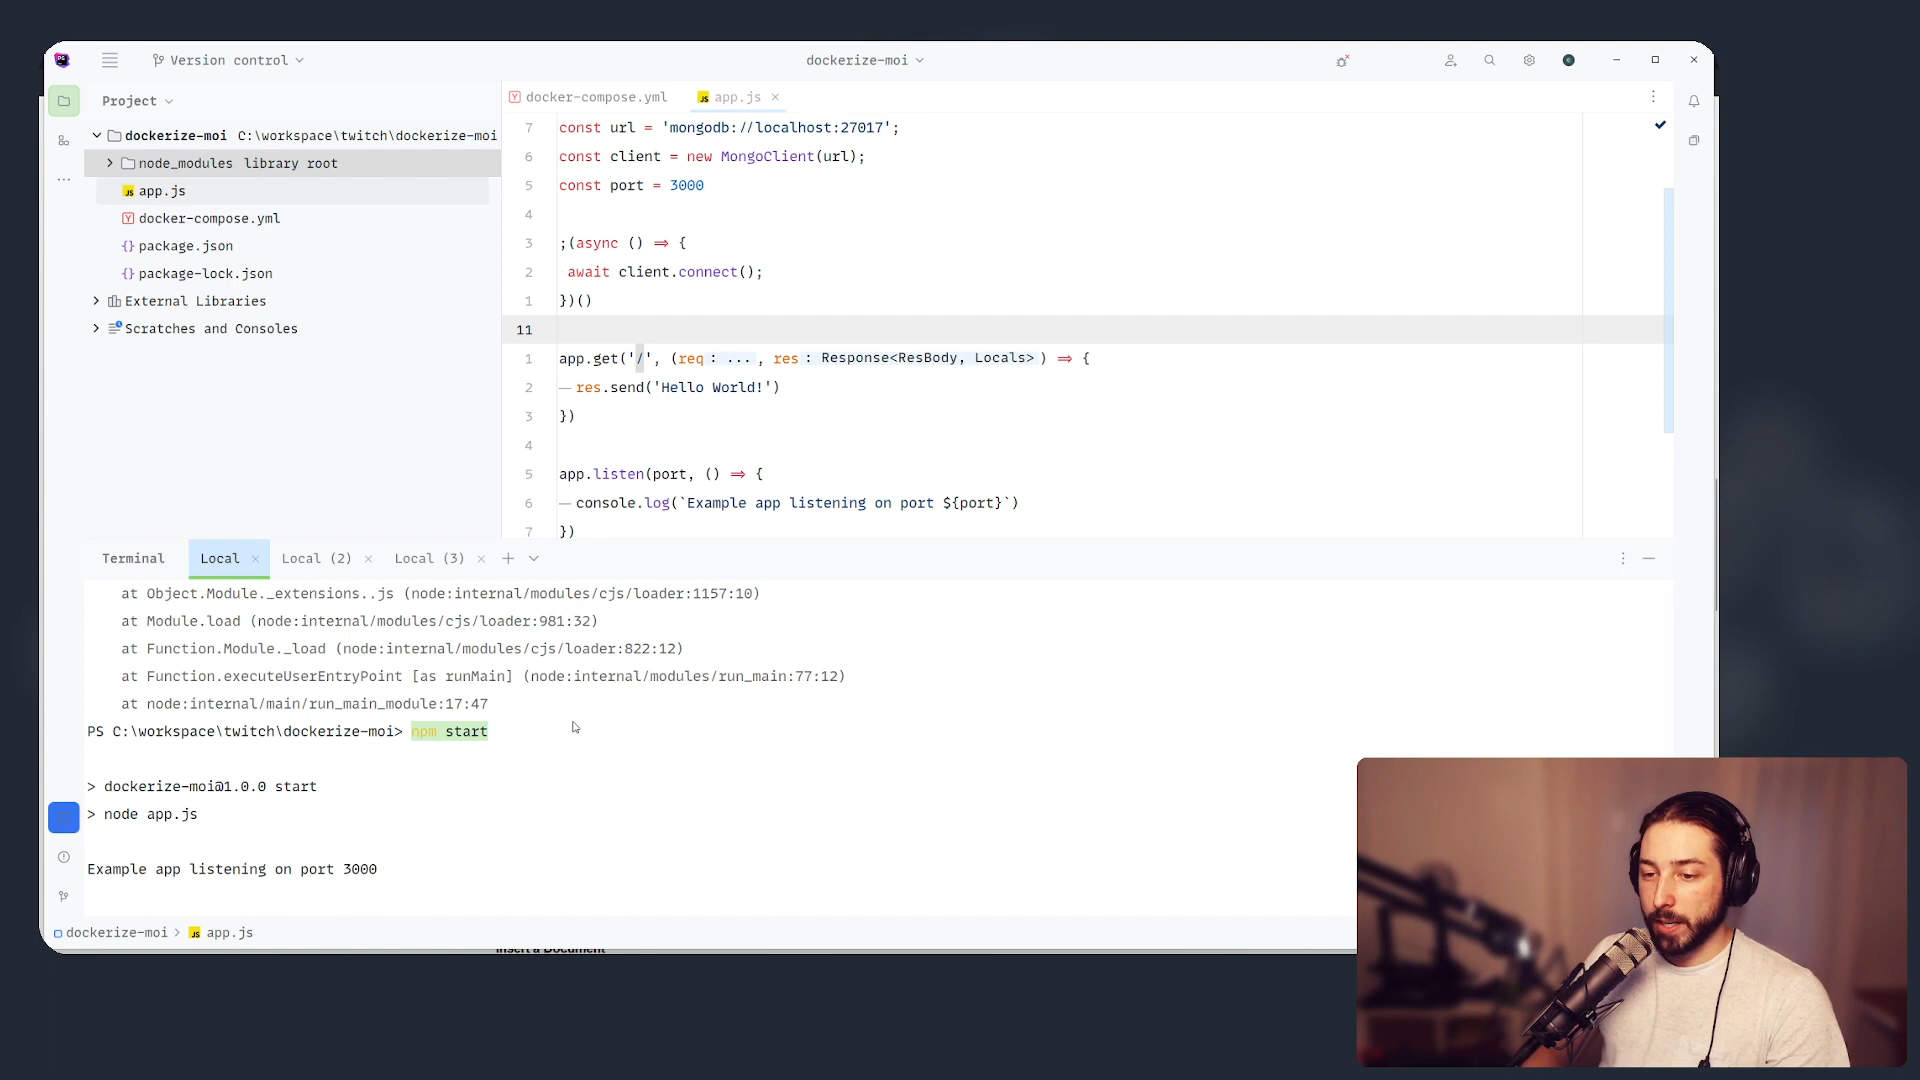 Version control
dockerize-moi
Project
docker-compose.yml
app.js
dockerize-moi C:\workspace\twitch\dockerize-moi
node_modules library root
app.js
docker-compose.yml
package.json
package-lock.json
External Libraries
Scratches and Consoles
7 const url = 'mongodb://localhost:27017';
6 const client = new MongoClient(url);
5 const port = 3000
4
3 ;(async () ⇒ {
2 await client.connect();
1 })()
11
1 app.get('/', (req : ... , res : Response<ResBody, Locals> ) ⇒ {
2 res.send('Hello World!')
3 })
4
5 app.listen(port, () ⇒ {
6 console.log(`Example app listening on port ${port}`)
7 })
Terminal Local Local (2) Local (3)
at Object.Module._extensions..js (node:internal/modules/cjs/loader:1157:10)
at Module.load (node:internal/modules/cjs/loader:981:32)
at Function.Module._load (node:internal/modules/cjs/loader:822:12)
at Function.executeUserEntryPoint [as runMain] (node:internal/modules/run_main:77:12)
at node:internal/main/run_main_module:17:47
PS C:\workspace\twitch\dockerize-moi> npm start
> dockerize-moi@1.0.0 start
> node app.js
Example app listening on port 3000
dockerize-moi > JS app.js
Insert a Document